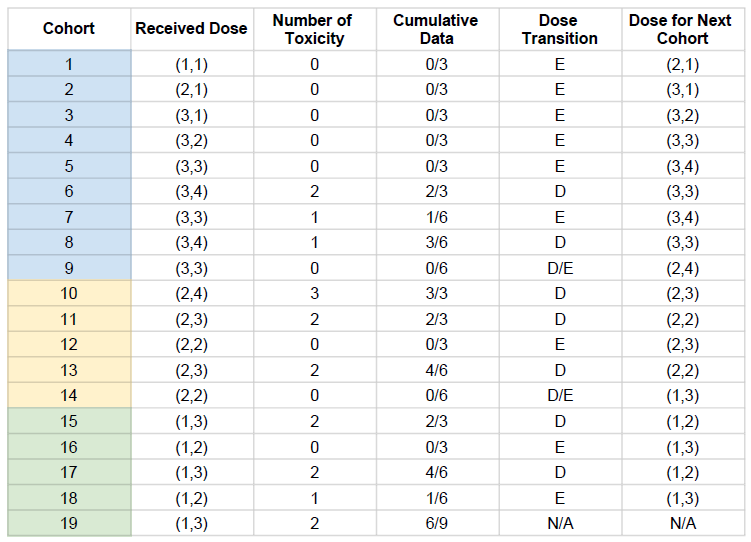 Cohort Received Dose Number of Toxicity Cumulative Data Dose Transition Dose for Next Cohort
1 (1,1) 0 0/3 E (2,1)
2 (2,1) 0 0/3 E (3,1)
3 (3,1) 0 0/3 E (3,2)
4 (3,2) 0 0/3 E (3,3)
5 (3,3) 0 0/3 E (3,4)
6 (3,4) 2 2/3 D (3,3)
7 (3,3) 1 1/6 E (3,4)
8 (3,4) 1 3/6 D (3,3)
9 (3,3) 0 0/6 D/E (2,4)
10 (2,4) 3 3/3 D (2,3)
11 (2,3) 2 2/3 D (2,2)
12 (2,2) 0 0/3 E (2,3)
13 (2,3) 2 4/6 D (2,2)
14 (2,2) 0 0/6 D/E (1,3)
15 (1,3) 2 2/3 D (1,2)
16 (1,2) 0 0/3 E (1,3)
17 (1,3) 2 4/6 D (1,2)
18 (1,2) 1 1/6 E (1,3)
19 (1,3) 2 6/9 N/A N/A